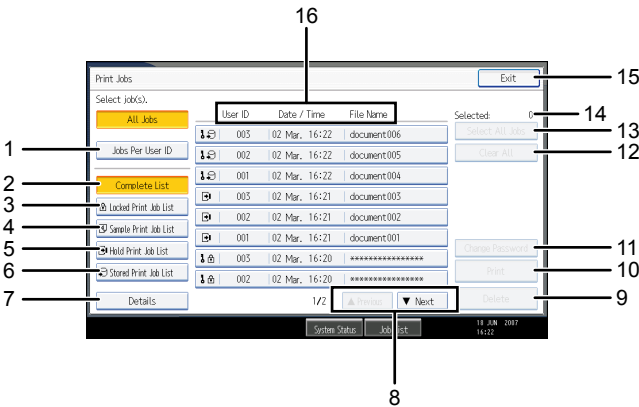 16
Print Jobs
Exit
15
Select job(s).
All Jobs
User ID Date / Time File Name
Selected: 0
14
003 02 Mar. 16:22 document006
Select All Jobs
13
1
Jobs Per User ID
002 02 Mar. 16:22 document005
Clear All
12
001 02 Mar. 16:22 document004
2
Complete List
003 02 Mar. 16:21 document003
3
Locked Print Job List
002 02 Mar. 16:21 document002
4
Sample Print Job List
001 02 Mar. 16:21 document001
5
Hold Print Job List
Change Password
11
003 02 Mar. 16:20 ****************
6
Stored Print Job List
002 02 Mar. 16:20 ****************
Print
10
7
Details
1/2 ▲ Previous ▼ Next
Delete
9
System Status Job List
18 JUN 2007
16:22
8